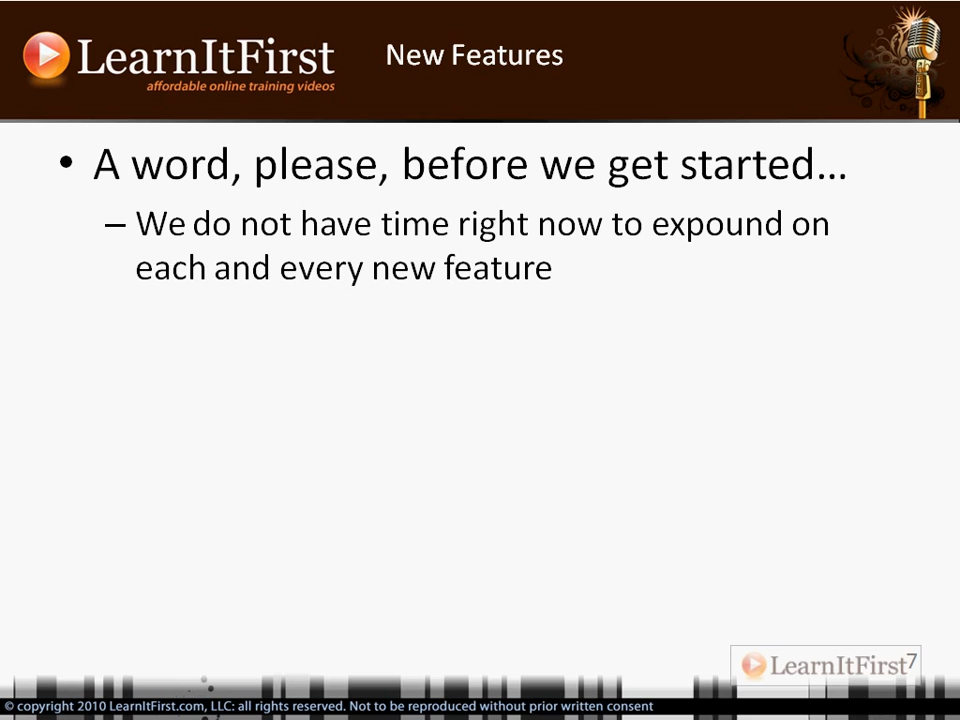 LearnItFirst
affordable online training videos
New Features
• A word, please, before we get started…
– We do not have time right now to expound on
each and every new feature
LearnItFirst
7
© copyright 2010 LearnItFirst.com, LLC: all rights reserved. Not to be reproduced without prior written consent